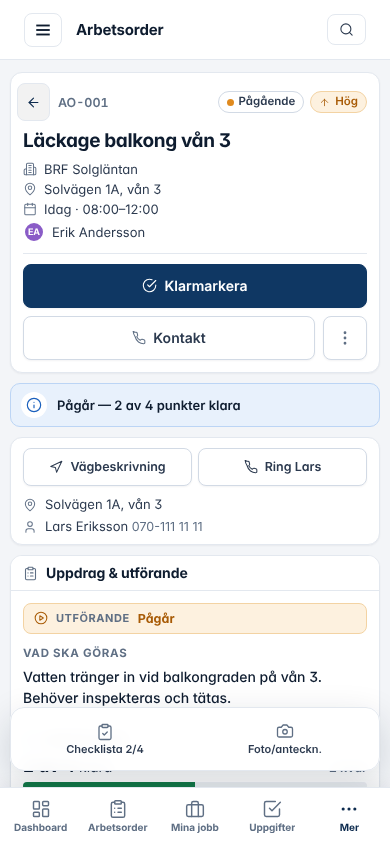 Arbetsorder
AO-001
Pågående
Hög
Läckage balkong vån 3
BRF Solgläntan
Solvägen 1A, vån 3
Idag · 08:00–12:00
EA
Erik Andersson
Klarmarkera
Kontakt
Pågår — 2 av 4 punkter klara
Vägbeskrivning
Ring Lars
Solvägen 1A, vån 3
Lars Eriksson 070-111 11 11
Uppdrag & utförande
UTFÖRANDE Pågår
VAD SKA GÖRAS
Vatten tränger in vid balkongraden på vån 3.
Behöver inspekteras och tätas.
Checklista 2/4
Foto/anteckn.
Dashboard
Arbetsorder
Mina jobb
Uppgifter
Mer